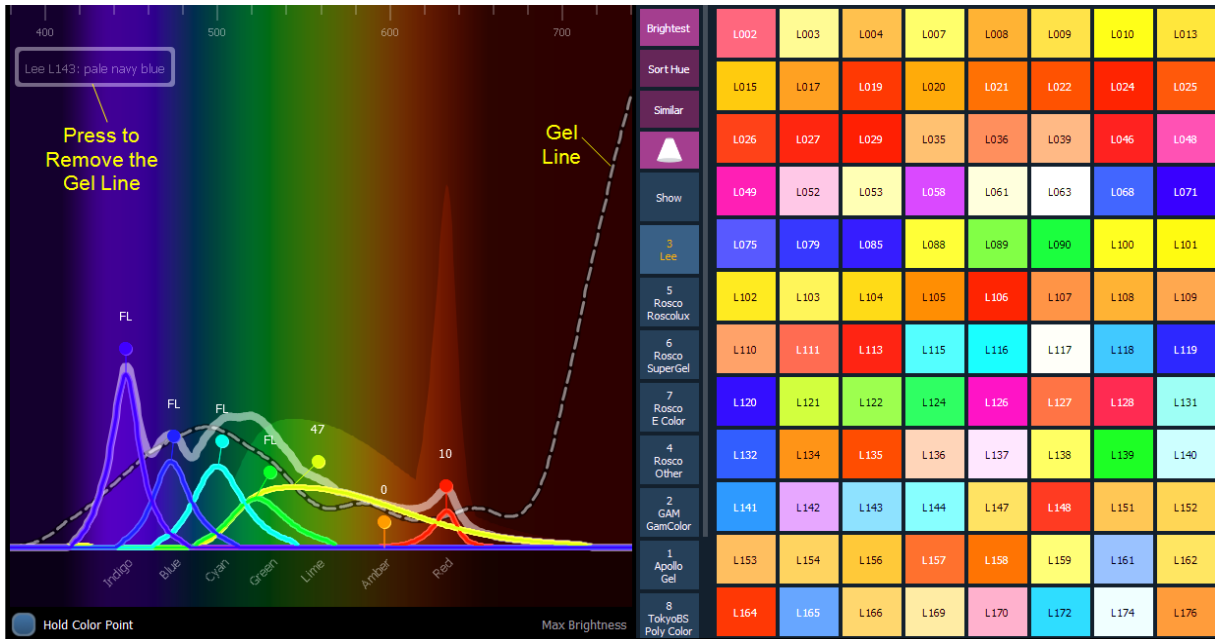 400 500 600 700
Lee L143: pale navy blue
Press to
Remove the
Gel Line
Gel
Line
FL
FL
FL
FL
47
0
10
Indigo
Blue
Cyan
Green
Lime
Amber
Red
Hold Color Point
Max Brightness
Brightest
Sort Hue
Similar
Show
3
Lee
5
Rosco
Roscolux
6
Rosco
SuperGel
7
Rosco
E Color
4
Rosco
Other
2
GAM
GamColor
1
Apollo
Gel
8
TokyoBS
Poly Color
L002 L003 L004 L007 L008 L009 L010 L013
L015 L017 L019 L020 L021 L022 L024 L025
L026 L027 L029 L035 L036 L039 L046 L048
L049 L052 L053 L058 L061 L063 L068 L071
L075 L079 L085 L088 L089 L090 L100 L101
L102 L103 L104 L105 L106 L107 L108 L109
L110 L111 L113 L115 L116 L117 L118 L119
L120 L121 L122 L124 L126 L127 L128 L131
L132 L134 L135 L136 L137 L138 L139 L140
L141 L142 L143 L144 L147 L148 L151 L152
L153 L154 L156 L157 L158 L159 L161 L162
L164 L165 L166 L169 L170 L172 L174 L176